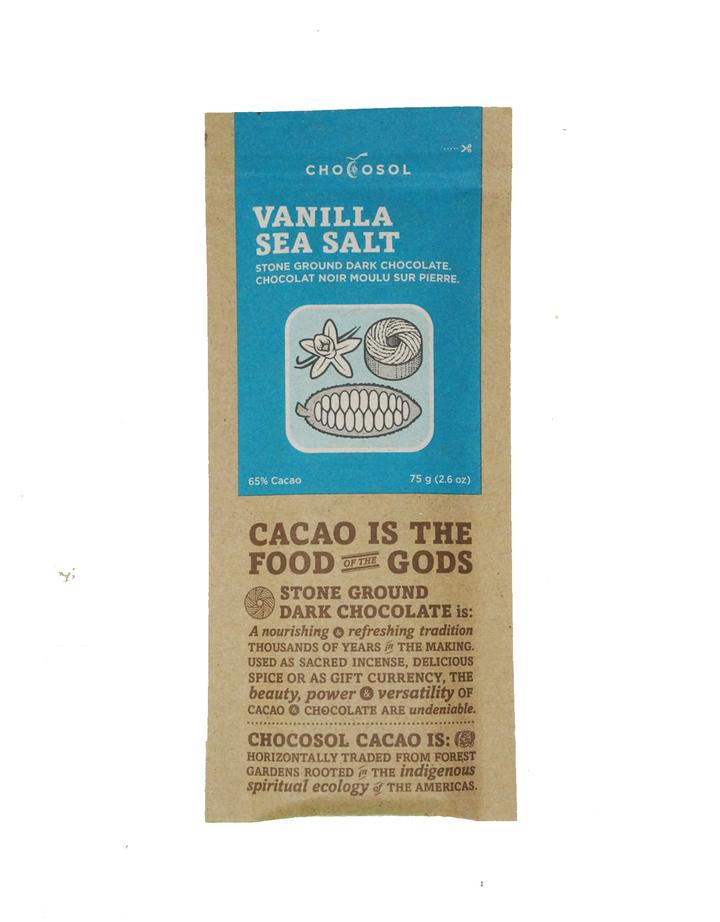 CHOCOSOL
VANILLA
SEA SALT
STONE GROUND DARK CHOCOLATE.
CHOCOLAT NOIR MOULU SUR PIERRE.
65% Cacao 75 g (2.6 oz)
CACAO IS THE
FOOD OF THE GODS
STONE GROUND
DARK CHOCOLATE is:
A nourishing & refreshing tradition
THOUSANDS OF YEARS in THE MAKING.
USED AS SACRED INCENSE, DELICIOUS
SPICE OR AS GIFT CURRENCY, THE
beauty, power & versatility OF
CACAO & CHOCOLATE ARE undeniable.
CHOCOSOL CACAO IS:
HORIZONTALLY TRADED FROM FOREST
GARDENS ROOTED in THE indigenous
spiritual ecology of THE AMERICAS.